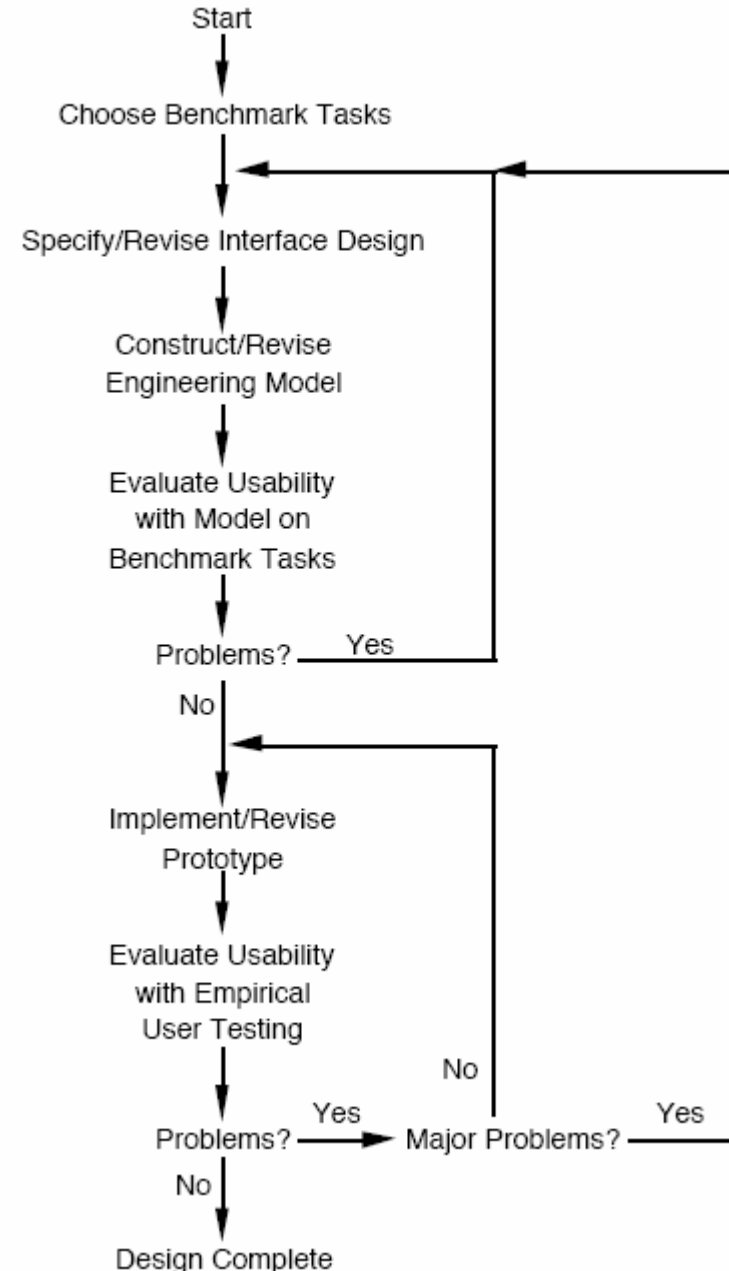 Start
Choose Benchmark Tasks
Specify/Revise Interface Design
Construct/Revise
Engineering Model
Evaluate Usability
with Model on
Benchmark Tasks
Problems?
Yes
No
Implement/Revise
Prototype
Evaluate Usability
with Empirical
User Testing
No
Problems?
Yes
Major Problems?
Yes
No
Design Complete